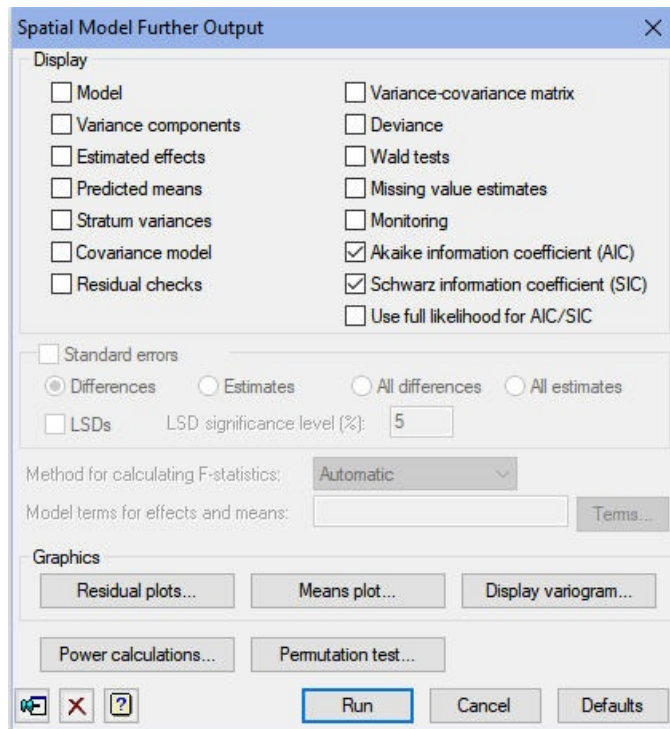 Spatial Model Further Output
Display
Model
Variance components
Estimated effects
Predicted means
Stratum variances
Covariance model
Residual checks
Variance-covariance matrix
Deviance
Wald tests
Missing value estimates
Monitoring
Akaike information coefficient (AIC)
Schwarz information coefficient (SIC)
Use full likelihood for AIC/SIC
Standard errors
Differences Estimates All differences All estimates
LSDs LSD significance level (%): 5
Method for calculating F-statistics: Automatic
Model terms for effects and means: Terms...
Graphics
Residual plots... Means plot... Display variogram...
Power calculations... Permutation test...
? Run Cancel Defaults